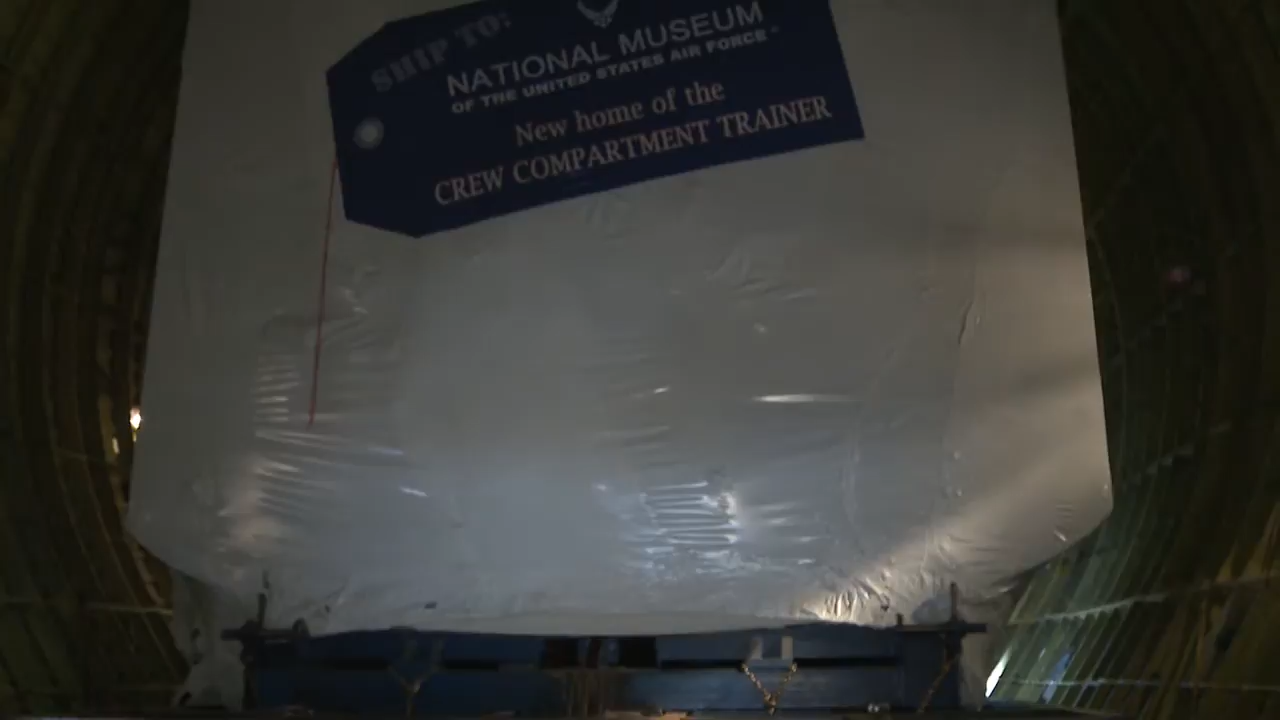 SHIP TO:
NATIONAL MUSEUM
OF THE UNITED STATES AIR FORCE
New home of the
CREW COMPARTMENT TRAINER